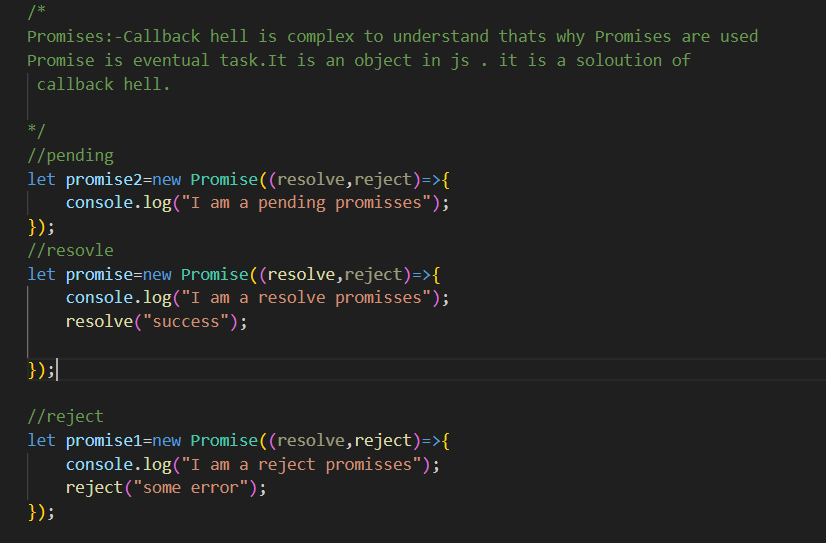 /*
Promises:-Callback hell is complex to understand thats why Promises are used
Promise is eventual task.It is an object in js . it is a soloution of
 callback hell.
*/
//pending
let promise2=new Promise((resolve,reject)=>{
    console.log("I am a pending promisses");
});
//resovle
let promise=new Promise((resolve,reject)=>{
    console.log("I am a resolve promisses");
    resolve("success");
});
//reject
let promise1=new Promise((resolve,reject)=>{
    console.log("I am a reject promisses");
    reject("some error");
});